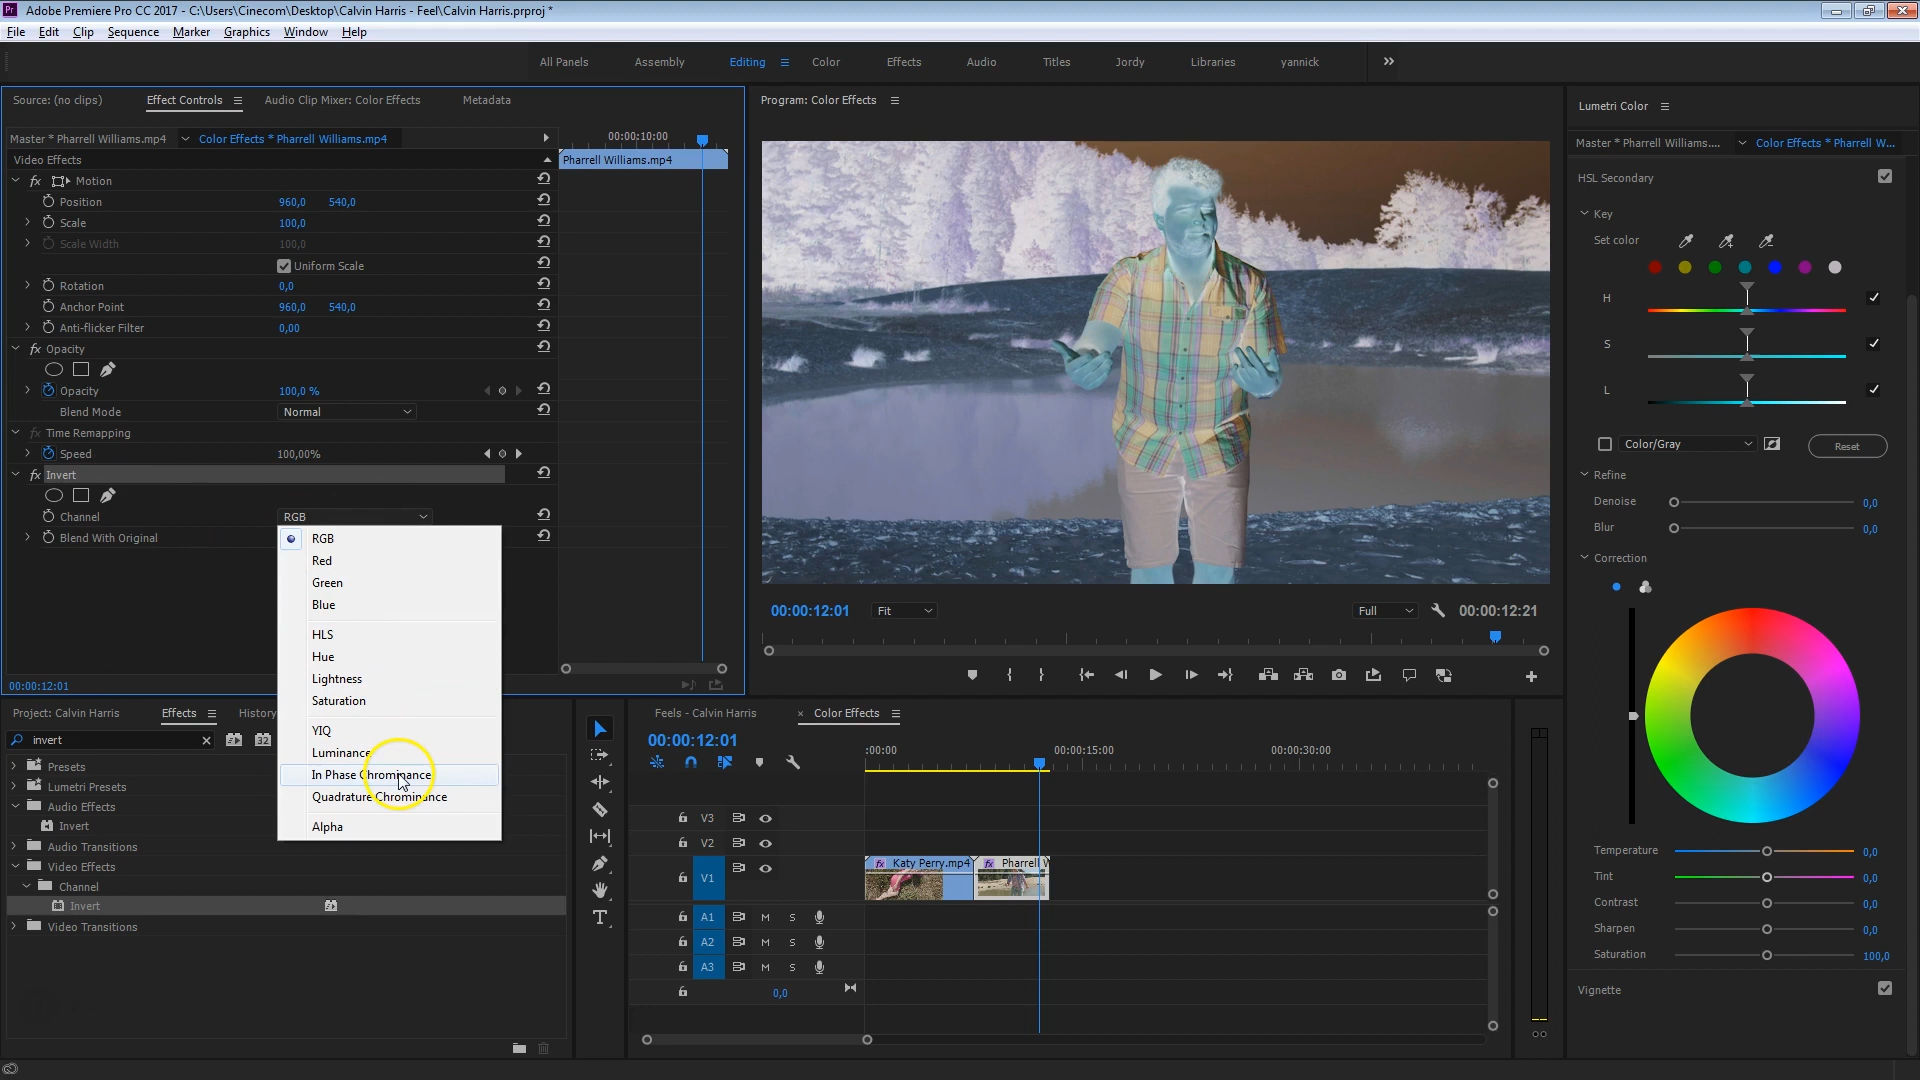 Pr Adobe Premiere Pro CC 2017 - C:\Users\Cinecom\Desktop\Calvin Harris - Feel\Calvin Harris.prproj *
File Edit Clip Sequence Marker Graphics Window Help
All Panels Assembly Editing Color Effects Audio Titles Jordy Libraries yannick
Source: (no clips) Effect Controls Audio Clip Mixer: Color Effects Metadata
Master * Pharrell Williams.mp4 Color Effects * Pharrell Williams.mp4
00:00:10:00
Video Effects
Pharrell Williams.mp4
fx Motion
Position 960,0 540,0
Scale 100,0
Scale Width 100,0
Uniform Scale
Rotation 0,0
Anchor Point 960,0 540,0
Anti-flicker Filter 0,00
fx Opacity
Opacity 100,0 %
Blend Mode Normal
fx Time Remapping
Speed 100,00%
fx Invert
Channel RGB
Blend With Original
RGB
Red
Green
Blue
HLS
Hue
Lightness
Saturation
YIQ
Luminance
In Phase Chrominance
Quadrature Chrominance
Alpha
00:00:12:01
Program: Color Effects
00:00:12:01 Fit Full 00:00:12:21
Lumetri Color
Master * Pharrell Williams.... Color Effects * Pharrell W...
HSL Secondary
Key
Set color
H
S
L
Color/Gray Reset
Refine
Denoise 0,0
Blur 0,0
Correction
Temperature 0,0
Tint 0,0
Contrast 0,0
Sharpen 0,0
Saturation 100,0
Vignette
Project: Calvin Harris Effects History
invert 32
Presets
Lumetri Presets
Audio Effects
Invert
Audio Transitions
Video Effects
Channel
Invert
Video Transitions
Feels - Calvin Harris × Color Effects
00:00:12:01
:00:00 00:00:15:00 00:00:30:00
V3
V2
V1
fx Katy Perry.mp4 fx Pharrell W
A1 M S
A2 M S
A3 M S
0,0
T